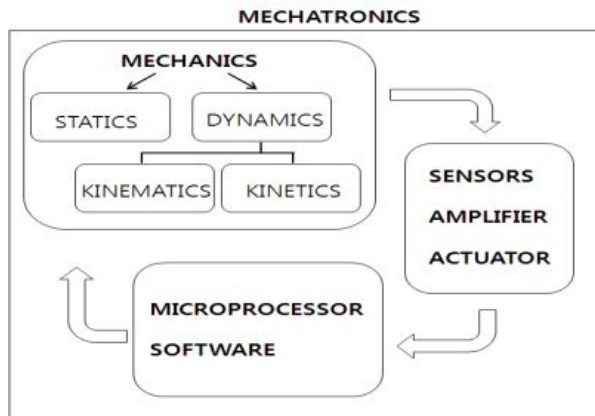 MECHATRONICS
MECHANICS
STATICS
DYNAMICS
KINEMATICS
KINETICS
SENSORS
AMPLIFIER
ACTUATOR
MICROPROCESSOR
SOFTWARE